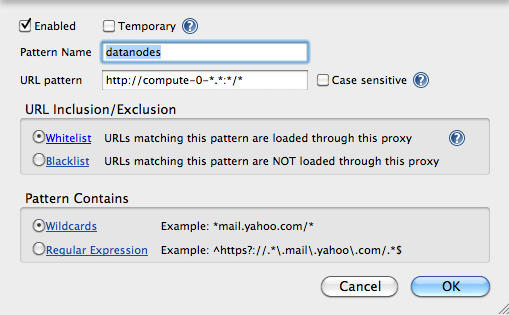 Enabled Temporary ?
Pattern Name datanodes
URL pattern http://compute-0-*.*:*/* Case sensitive ?
URL Inclusion/Exclusion
Whitelist URLs matching this pattern are loaded through this proxy ?
Blacklist URLs matching this pattern are NOT loaded through this proxy
Pattern Contains
Wildcards Example: *mail.yahoo.com/*
Regular Expression Example: ^https?://.*\.mail\.yahoo\.com/.*$
Cancel OK